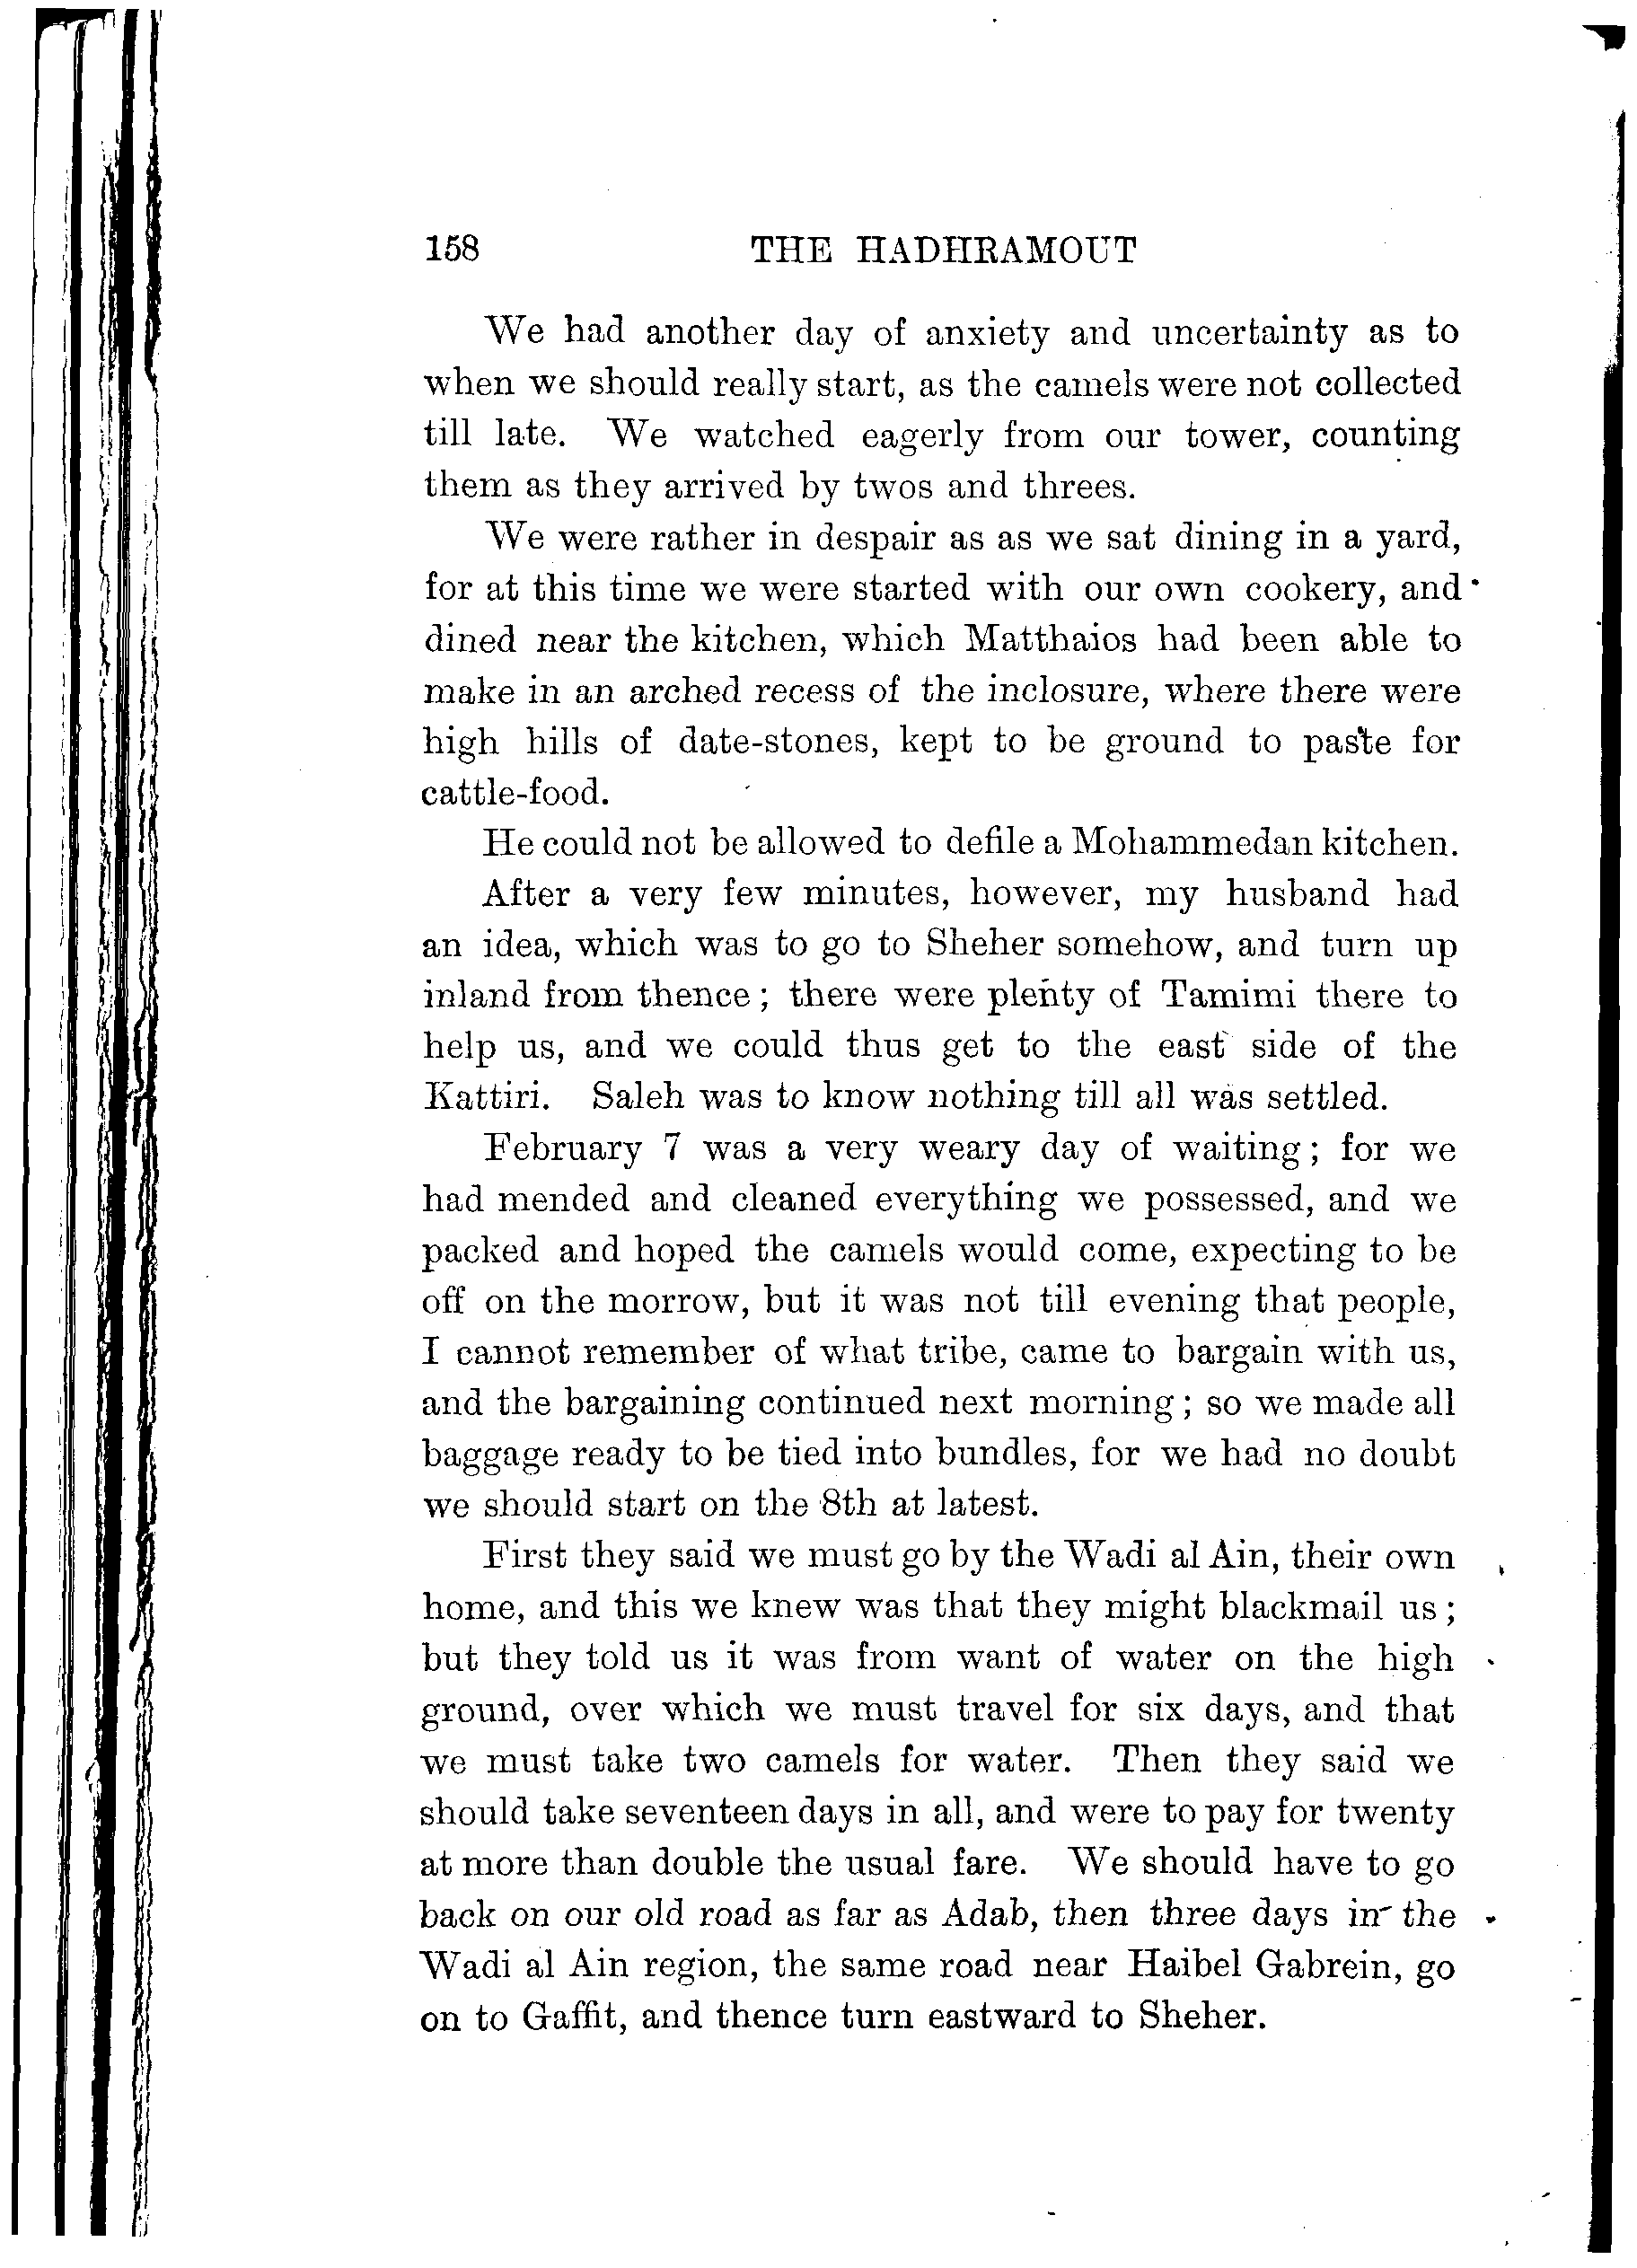 158 THE HADHRAMOUT
We had another day of anxiety and uncertainty as to
when we should really start, as the camels were not collected
till late. We watched eagerly from our tower, counting
them as they arrived by twos and threes.
We were rather in despair as as we sat dining in a yard,
for at this time we were started with our own cookery, and
dined near the kitchen, which Matthaios had been able to
make in an arched recess of the inclosure, where there were
high hills of date-stones, kept to be ground to paste for
cattle-food.
He could not be allowed to defile a Mohammedan kitchen.
After a very few minutes, however, my husband had
an idea, which was to go to Sheher somehow, and turn up
inland from thence; there were plenty of Tamimi there to
help us, and we could thus get to the east side of the
Kattiri. Saleh was to know nothing till all was settled.
February 7 was a very weary day of waiting; for we
had mended and cleaned everything we possessed, and we
packed and hoped the camels would come, expecting to be
off on the morrow, but it was not till evening that people,
I cannot remember of what tribe, came to bargain with us,
and the bargaining continued next morning; so we made all
baggage ready to be tied into bundles, for we had no doubt
we should start on the 8th at latest.
First they said we must go by the Wadi al Ain, their own
home, and this we knew was that they might blackmail us;
but they told us it was from want of water on the high
ground, over which we must travel for six days, and that
we must take two camels for water. Then they said we
should take seventeen days in all, and were to pay for twenty
at more than double the usual fare. We should have to go
back on our old road as far as Adab, then three days in the
Wadi al Ain region, the same road near Haibel Gabrein, go
on to Gaffit, and thence turn eastward to Sheher.